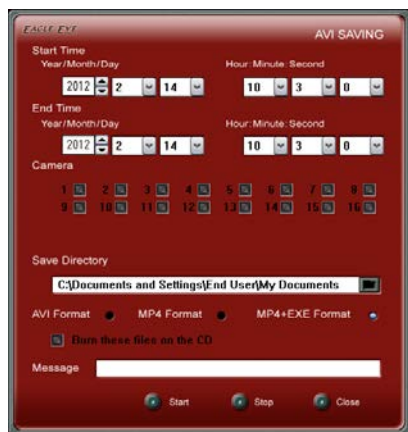 EAGLE EYE
AVI SAVING
Start Time
Year/Month/Day Hour: Minute: Second
2012 2 14 10 3 0
End Time
Year/Month/Day Hour: Minute: Second
2012 2 14 10 3 0
Camera
1 2 3 4 5 6 7 8
9 10 11 12 13 14 15 16
Save Directory
C:\Documents and Settings\End User\My Documents
AVI Format MP4 Format MP4+EXE Format
Burn these files on the CD
Message
Start Stop Close